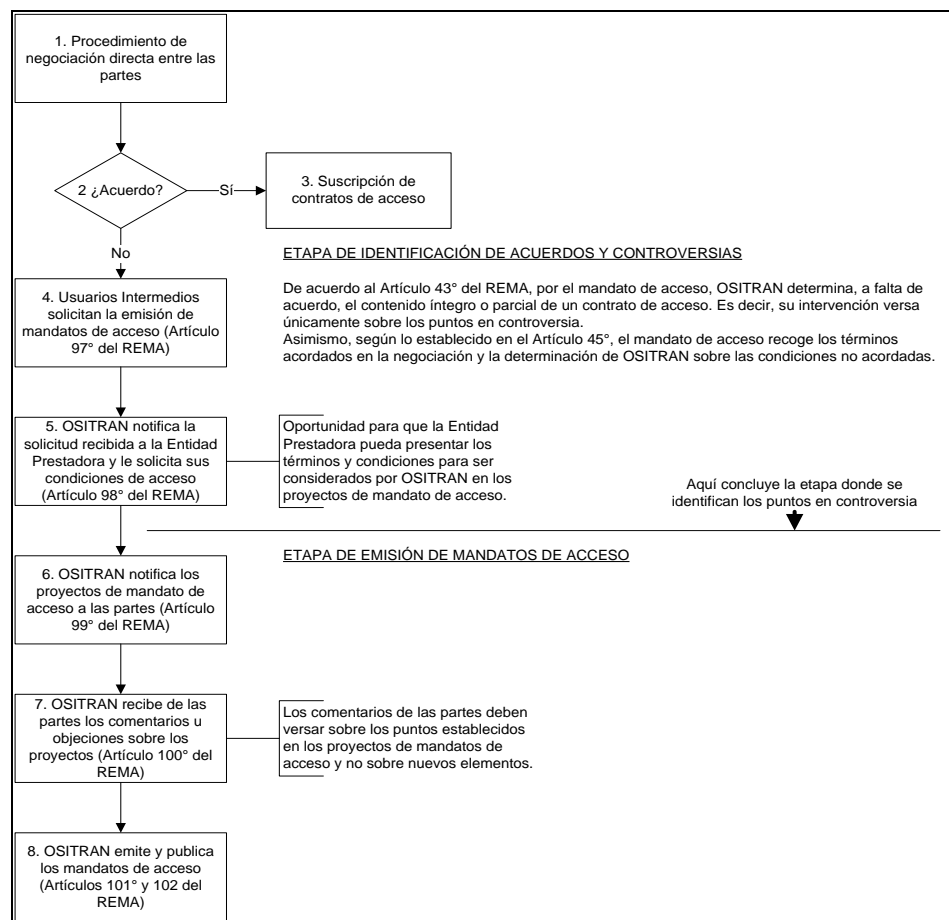 1. Procedimiento de
negociación directa entre las
partes
2 ¿Acuerdo?
Sí
3. Suscripción de
contratos de acceso
No
ETAPA DE IDENTIFICACIÓN DE ACUERDOS Y CONTROVERSIAS
De acuerdo al Artículo 43° del REMA, por el mandato de acceso, OSITRAN determina, a falta de
acuerdo, el contenido íntegro o parcial de un contrato de acceso. Es decir, su intervención versa
únicamente sobre los puntos en controversia.
Asimismo, según lo establecido en el Artículo 45°, el mandato de acceso recoge los términos
acordados en la negociación y la determinación de OSITRAN sobre las condiciones no acordadas.
4. Usuarios Intermedios
solicitan la emisión de
mandatos de acceso (Artículo
97° del REMA)
5. OSITRAN notifica la
solicitud recibida a la Entidad
Prestadora y le solicita sus
condiciones de acceso
(Artículo 98° del REMA)
Oportunidad para que la Entidad
Prestadora pueda presentar los
términos y condiciones para ser
considerados por OSITRAN en los
proyectos de mandato de acceso.
Aquí concluye la etapa donde se
identifican los puntos en controversia
ETAPA DE EMISIÓN DE MANDATOS DE ACCESO
6. OSITRAN notifica los
proyectos de mandato de
acceso a las partes (Artículo
99° del REMA)
7. OSITRAN recibe de las
partes los comentarios u
objeciones sobre los
proyectos (Artículo 100° del
REMA)
Los comentarios de las partes deben
versar sobre los puntos establecidos
en los proyectos de mandatos de
acceso y no sobre nuevos elementos.
8. OSITRAN emite y publica
los mandatos de acceso
(Artículos 101° y 102 del
REMA)